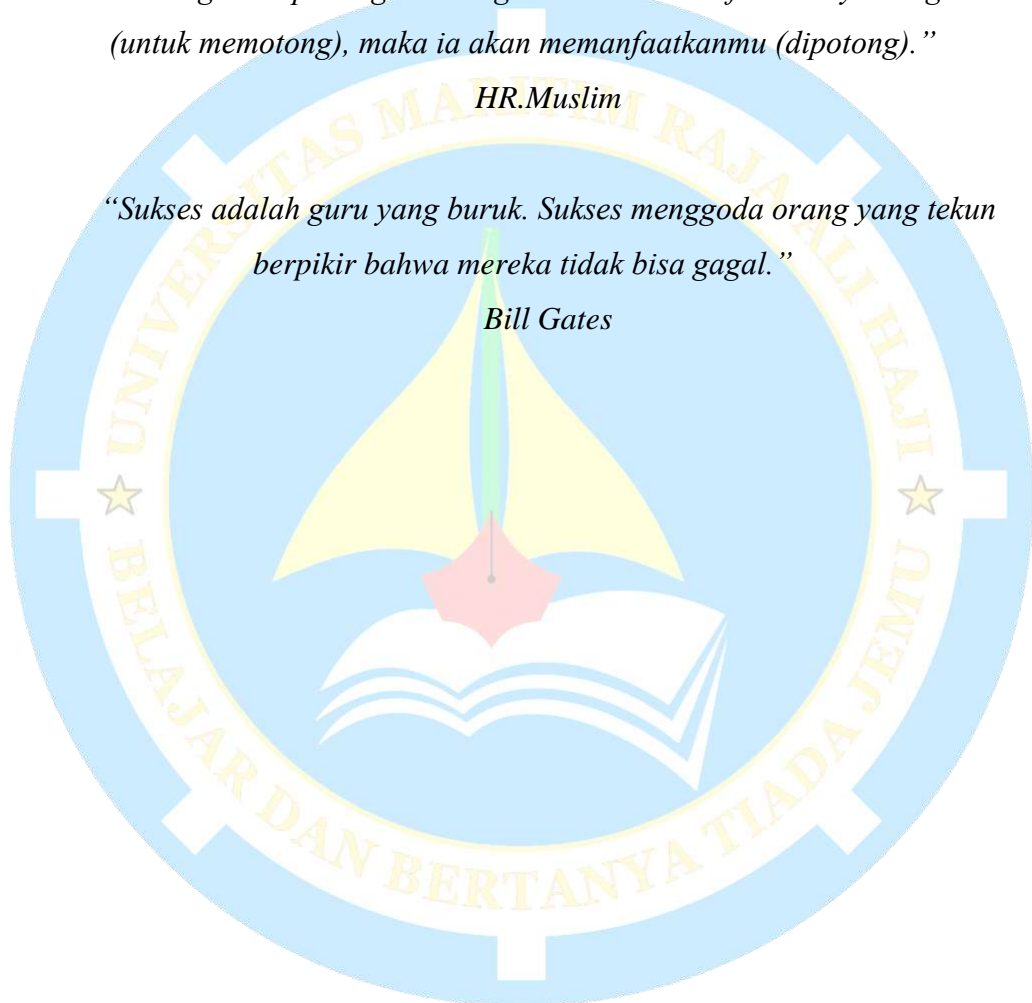 (untuk memotong), maka ia akan memanfaatkanmu (dipotong).”
HR.Muslim
“Sukses adalah guru yang buruk. Sukses menggoda orang yang tekun
berpikir bahwa mereka tidak bisa gagal.”
Bill Gates
UNIVERSITAS MARITIM RAJA ALI HAJI
BELAJAR DAN BERTANYA TIADA JEMU